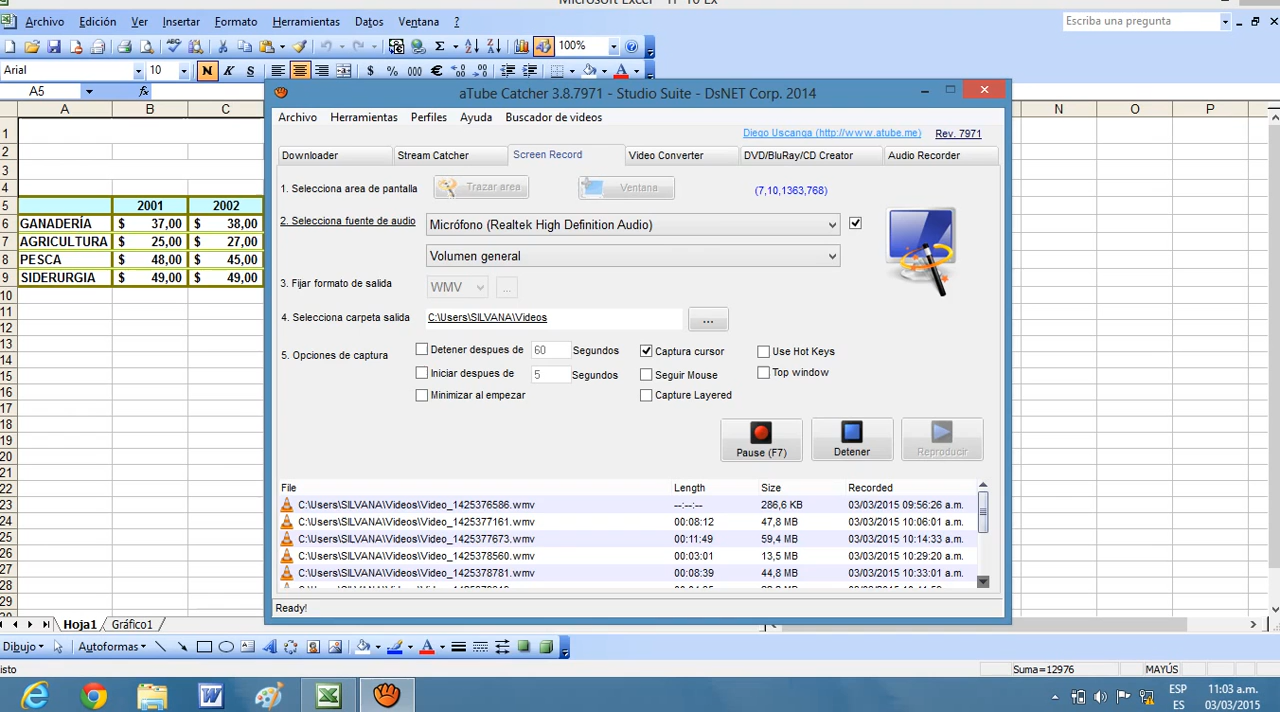 Microsoft Excel - TP 10 Ex
Archivo Edición Ver Insertar Formato Herramientas Datos Ventana ? Escriba una pregunta
Σ 100%
Arial 10 N K S $ % 000 €
A5 fx
A B C N O P
aTube Catcher 3.8.7971 - Studio Suite - DsNET Corp. 2014
Archivo Herramientas Perfiles Ayuda Buscador de videos
Diego Uscanga (http://www.atube.me) Rev. 7971
Downloader Stream Catcher Screen Record Video Converter DVD/BluRay/CD Creator Audio Recorder
1. Selecciona area de pantalla Trazar area Ventana (7,10,1363,768)
2. Selecciona fuente de audio Micrófono (Realtek High Definition Audio)
Volumen general
3. Fijar formato de salida WMV ...
4. Selecciona carpeta salida C:\Users\SILVANA\Videos ...
5. Opciones de captura Detener despues de 60 Segundos Captura cursor Use Hot Keys
Iniciar despues de 5 Segundos Seguir Mouse Top window
Minimizar al empezar Capture Layered
Pause (F7) Detener Reproducir
File Length Size Recorded
C:\Users\SILVANA\Videos\Video_1425376586.wmv --:--:-- 286,6 KB 03/03/2015 09:56:26 a.m.
C:\Users\SILVANA\Videos\Video_1425377161.wmv 00:08:12 47,8 MB 03/03/2015 10:06:01 a.m.
C:\Users\SILVANA\Videos\Video_1425377673.wmv 00:11:49 59,4 MB 03/03/2015 10:14:33 a.m.
C:\Users\SILVANA\Videos\Video_1425378560.wmv 00:03:01 13,5 MB 03/03/2015 10:29:20 a.m.
C:\Users\SILVANA\Videos\Video_1425378781.wmv 00:08:39 44,8 MB 03/03/2015 10:33:01 a.m.
Ready!
1
2
3
4
5 2001 2002
6 GANADERÍA $ 37,00 $ 38,00
7 AGRICULTURA $ 25,00 $ 27,00
8 PESCA $ 48,00 $ 45,00
9 SIDERURGIA $ 49,00 $ 49,00
10
11
12
13
14
15
16
17
18
19
20
21
22
23
24
25
26
27
28
29
Hoja1 Gráfico1
Dibujo Autoformas
isto Suma=12976 MAYÚS
ESP 11:03 a.m.
ES 03/03/2015